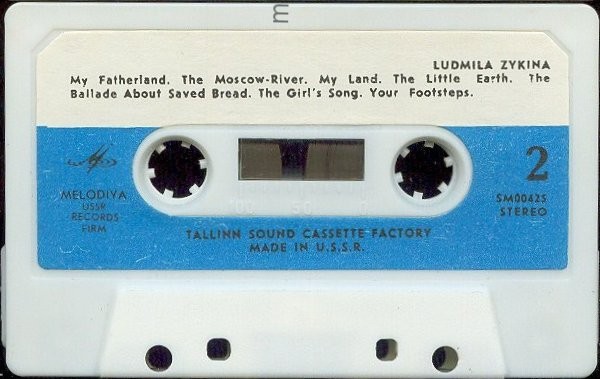 LUDMILA ZYKINA
My Fatherland. The Moscow-River. My Land. The Little Earth. The
Ballade About Saved Bread. The Girl's Song. Your Footsteps.
2
MELODIYA
USSR
RECORDS
FIRM
SM00425
STEREO
TALLINN SOUND CASSETTE FACTORY
MADE IN U.S.S.R.